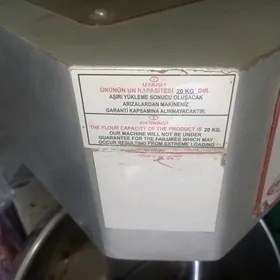 UYARI!
ÜRÜNÜN UN KAPASİTESİ 20 KG DIR.
AŞIRI YÜKLEME SONUCU OLUŞACAK
ARIZALARDAN MAKİNENİZ
GARANTİ KAPSAMINA ALINMAYACAKTIR.
WARNING!
THE FLOUR CAPACITY OF THE PRODUCT IS 20 KG.
OUR MACHINE WILL NOT BE UNDER
GUARANTEE FOR THE FAILURES WHICH MAY
OCCUR RESULTING FROM EXTREME LOADING